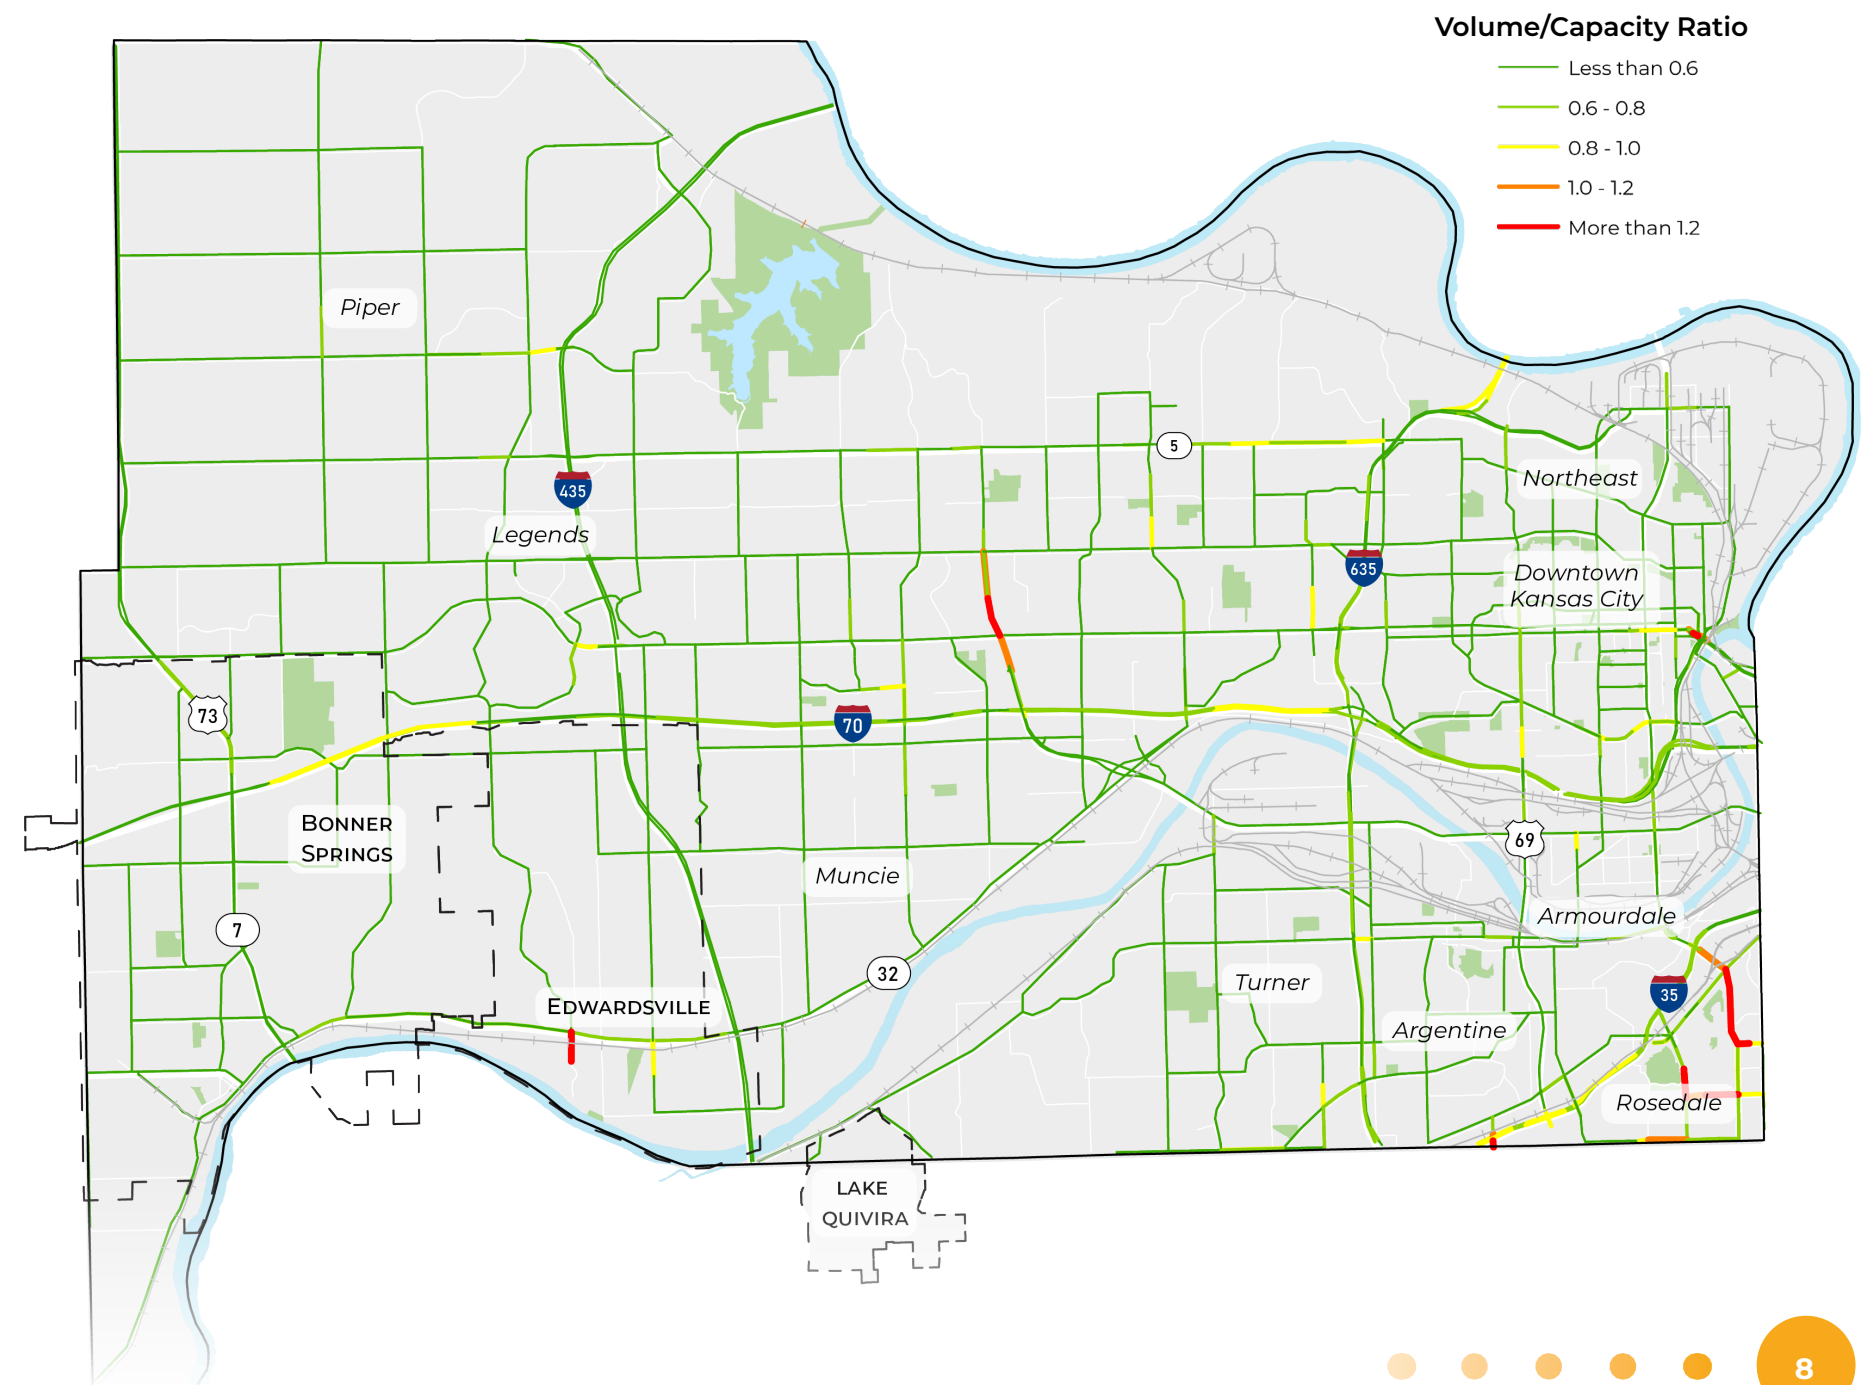 Volume/Capacity Ratio
Less than 0.6
0.6 - 0.8
0.8 - 1.0
1.0 - 1.2
More than 1.2
Piper
5
Northeast
435
Legends
635
Downtown
Kansas City
73
70
BONNER
SPRINGS
69
Muncie
7
Armourdale
32
Turner
35
EDWARDSVILLE
Argentine
Rosedale
LAKE
QUIVIRA
8